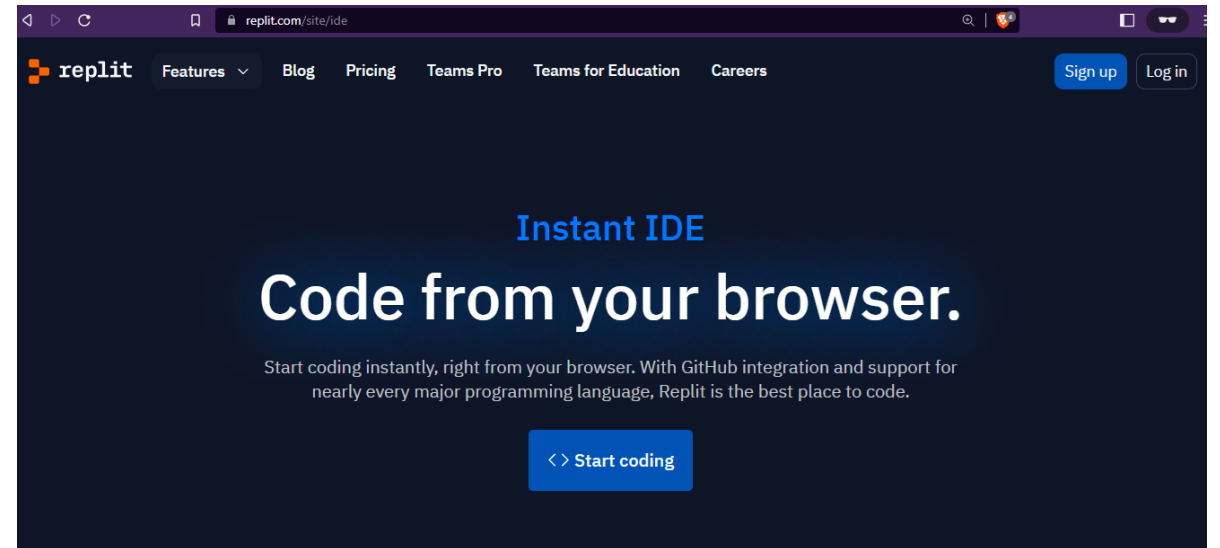 replit.com/site/ide
replit Features Blog Pricing Teams Pro Teams for Education Careers Sign up Log in
Instant IDE
Code from your browser.
Start coding instantly, right from your browser. With GitHub integration and support for
nearly every major programming language, Replit is the best place to code.
<> Start coding